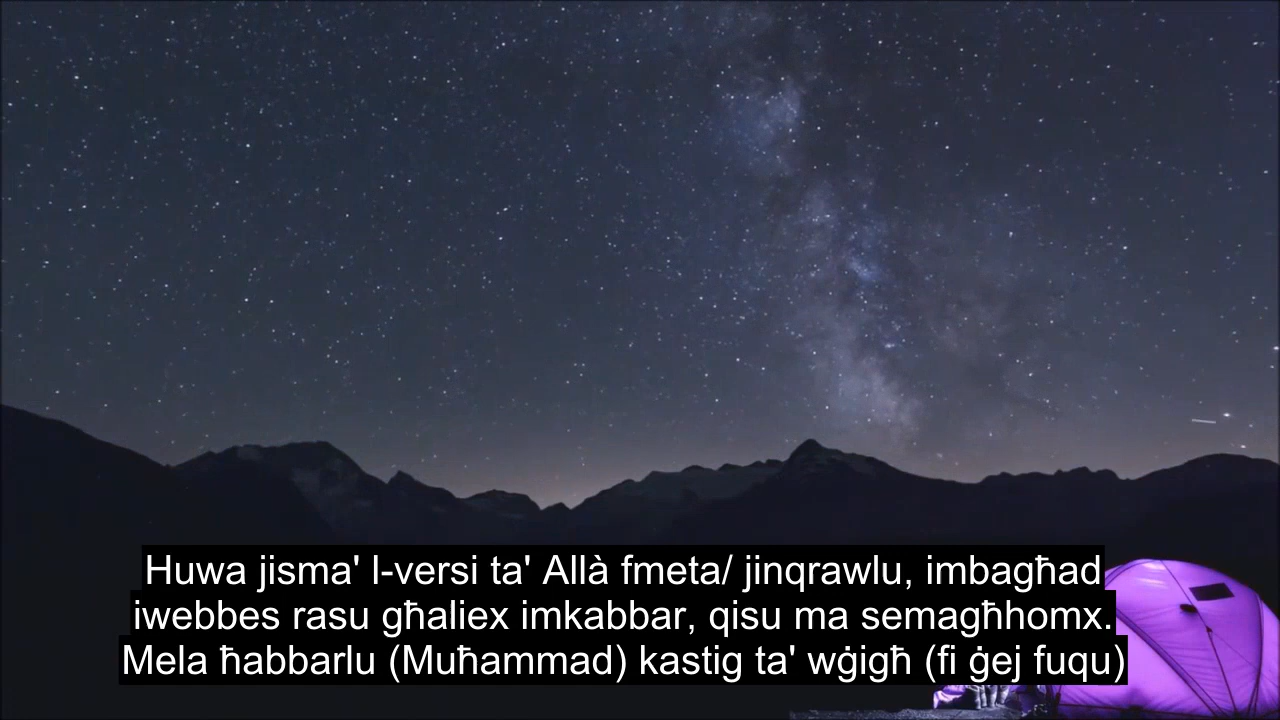 Huwa jisma' l-versi ta' Allà fmeta/ jinqrawlu, imbagħad
iwebbes rasu għaliex imkabbar, qisu ma semagħhomx.
Mela ħabbarlu (Muħammad) kastig ta' wġigħ (fi ġej fuqu)